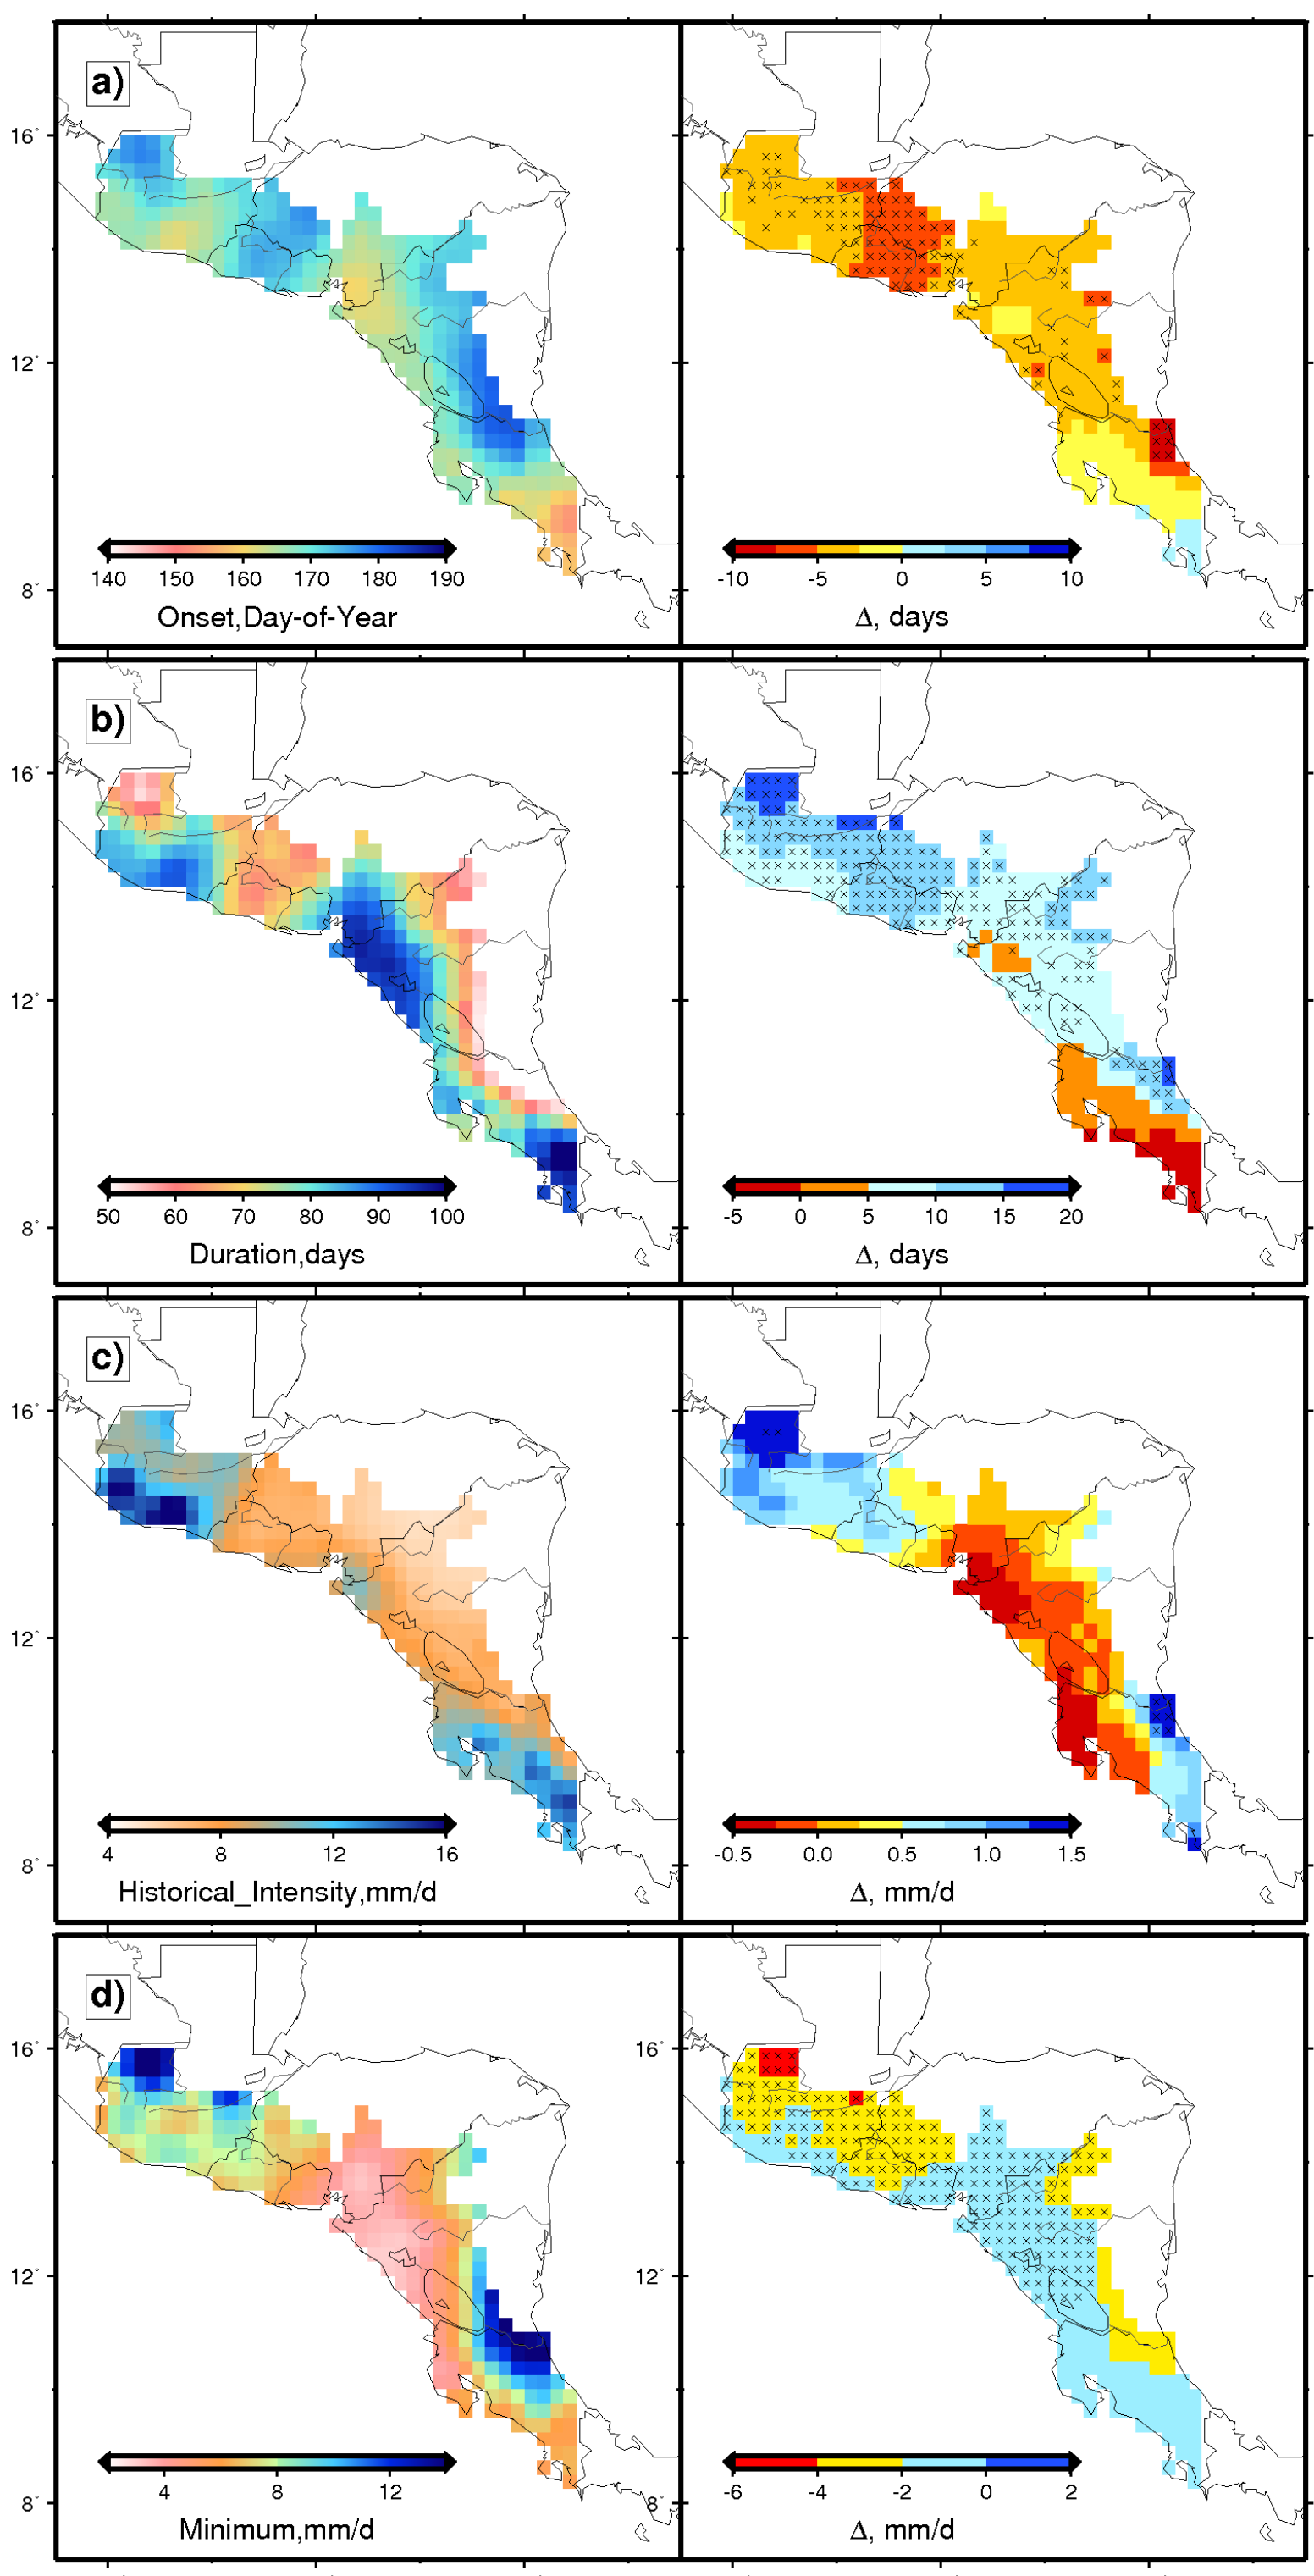 a)
16°
12°
8°
140 150 160 170 180 190
Onset,Day-of-Year
-10 -5 0 5 10
Δ, days
b)
16°
12°
8°
50 60 70 80 90 100
Duration,days
-5 0 5 10 15 20
Δ, days
c)
16°
12°
8°
4 8 12 16
Historical_Intensity,mm/d
-0.5 0.0 0.5 1.0 1.5
Δ, mm/d
d)
16° 16°
12° 12°
8° 8°
4 8 12
Minimum,mm/d
-6 -4 -2 0 2
Δ, mm/d